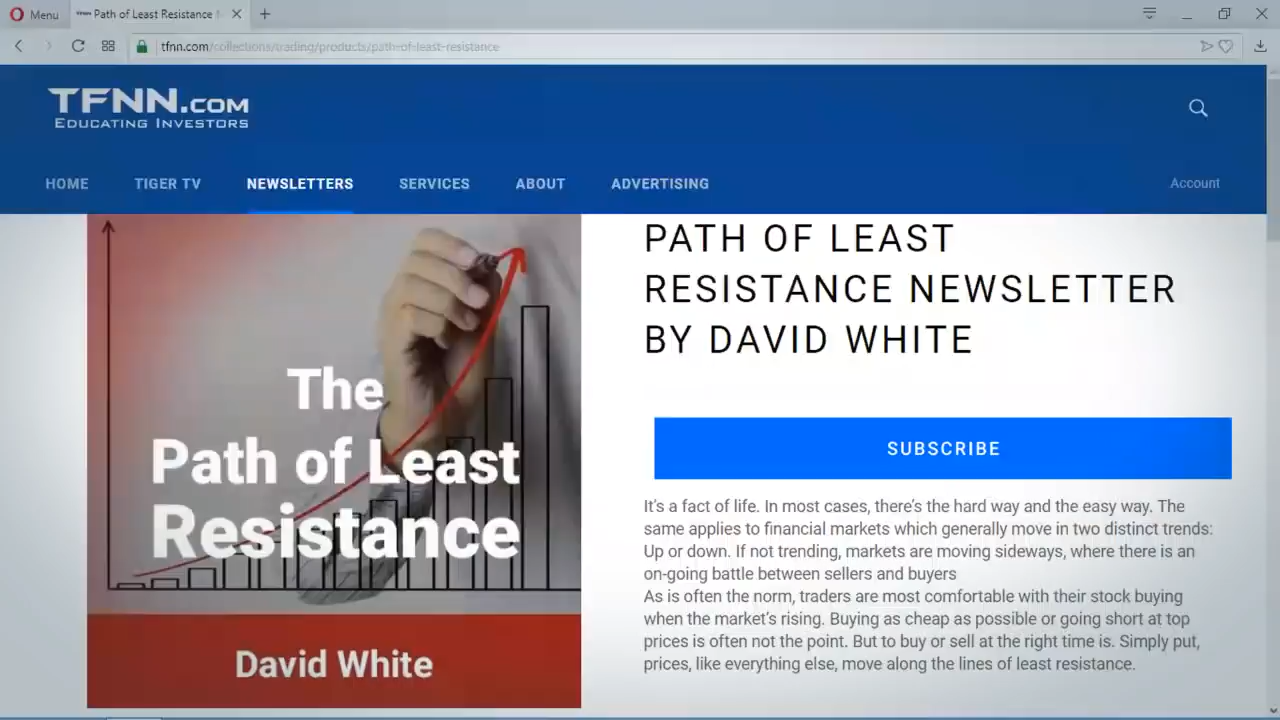 Menu
Path of Least Resistance
tfnn.com/collections/trading/products/path-of-least-resistance
TFNN.COM
EDUCATING INVESTORS
HOME
TIGER TV
NEWSLETTERS
SERVICES
ABOUT
ADVERTISING
Account
The
Path of Least
Resistance
David White
PATH OF LEAST
RESISTANCE NEWSLETTER
BY DAVID WHITE
SUBSCRIBE
It's a fact of life. In most cases, there's the hard way and the easy way. The
same applies to financial markets which generally move in two distinct trends:
Up or down. If not trending, markets are moving sideways, where there is an
on-going battle between sellers and buyers
As is often the norm, traders are most comfortable with their stock buying
when the market's rising. Buying as cheap as possible or going short at top
prices is often not the point. But to buy or sell at the right time is. Simply put,
prices, like everything else, move along the lines of least resistance.